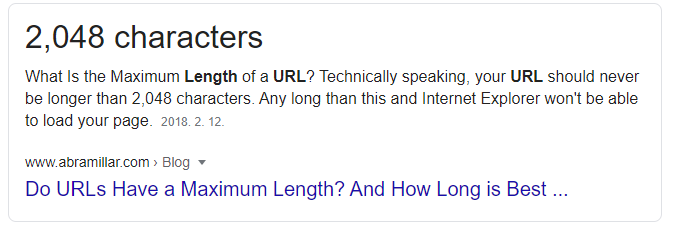 2,048 characters
What Is the Maximum Length of a URL? Technically speaking, your URL should never
be longer than 2,048 characters. Any long than this and Internet Explorer won't be able
to load your page. 2018. 2. 12.
www.abramillar.com › Blog
Do URLs Have a Maximum Length? And How Long is Best ...